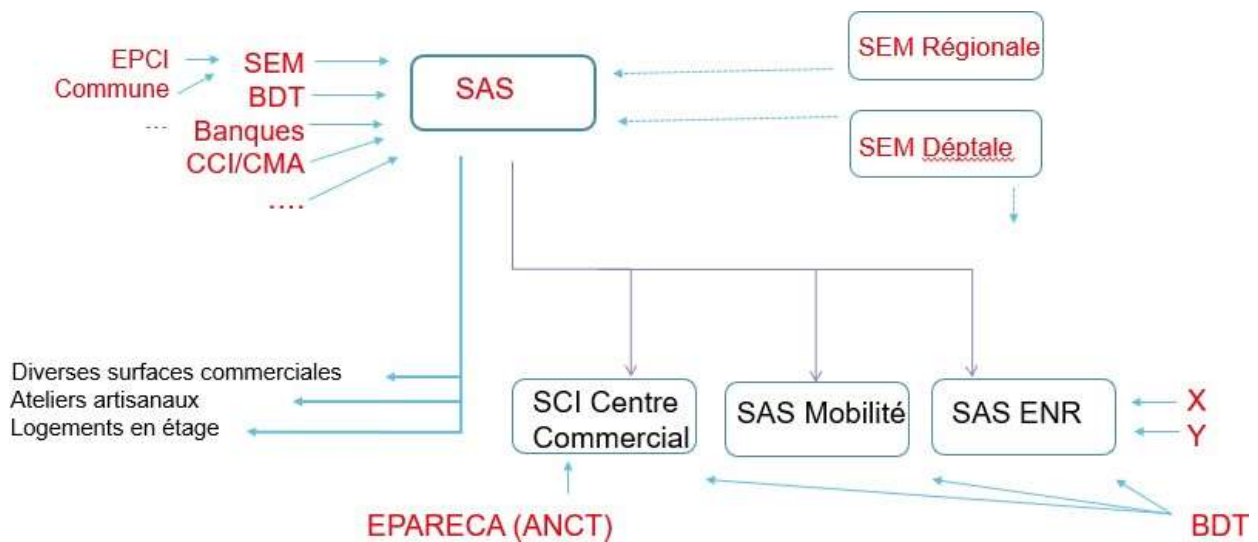 EPCI
Commune
...
SEM
BDT
Banques
CCI/CMA
....
SAS
SEM Régionale
SEM Déptale
Diverses surfaces commerciales
Ateliers artisanaux
Logements en étage
SCI Centre
Commercial
SAS Mobilité
SAS ENR
X
Y
EPARECA (ANCT)
BDT